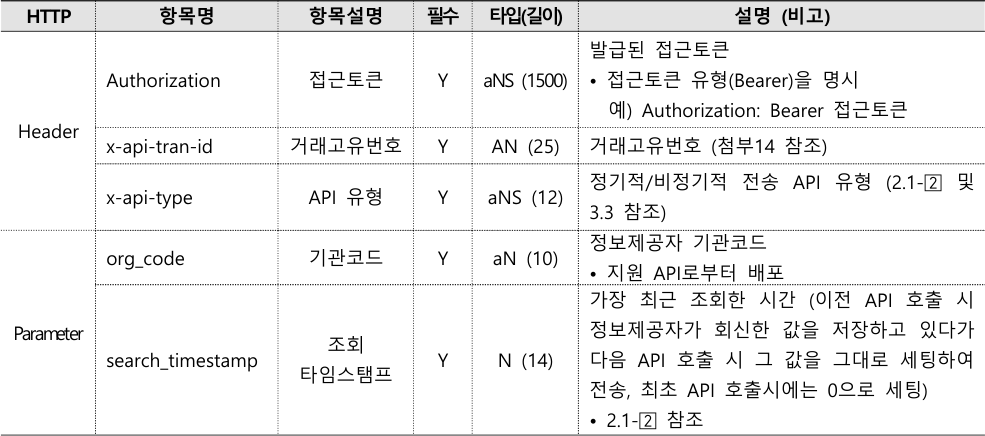 HTTP 항목명 항목설명 필수 타입(길이) 설명 (비고)
Header
Authorization 접근토큰 Y aNS (1500)
발급된 접근토큰
• 접근토큰 유형(Bearer)을 명시
예) Authorization: Bearer 접근토큰
x-api-tran-id 거래고유번호 Y AN (25) 거래고유번호 (첨부14 참조)
x-api-type API 유형 Y aNS (12)
정기적/비정기적 전송 API 유형 (2.1-② 및
3.3 참조)
Parameter
org_code 기관코드 Y aN (10)
정보제공자 기관코드
• 지원 API로부터 배포
search_timestamp
조회
타임스탬프
Y N (14)
가장 최근 조회한 시간 (이전 API 호출 시
정보제공자가 회신한 값을 저장하고 있다가
다음 API 호출 시 그 값을 그대로 세팅하여
전송, 최초 API 호출시에는 0으로 세팅)
• 2.1-② 참조